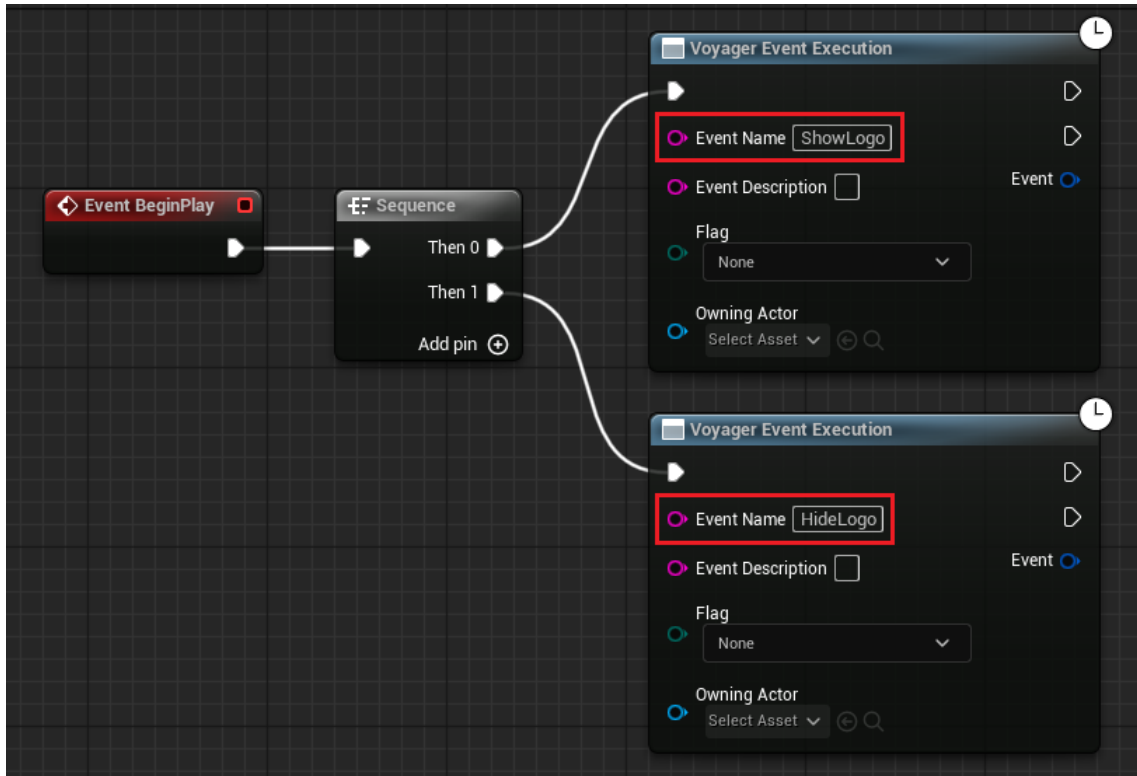 Voyager Event Execution
Event Name ShowLogo
Event Description
Event
Flag
None
Owning Actor
Select Asset
Event BeginPlay
Sequence
Then 0
Then 1
Add pin
Voyager Event Execution
Event Name HideLogo
Event Description
Event
Flag
None
Owning Actor
Select Asset